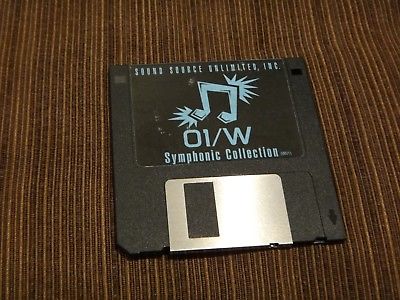 SOUND SOURCE UNLIMITED, INC.
01/W
Symphonic Collection